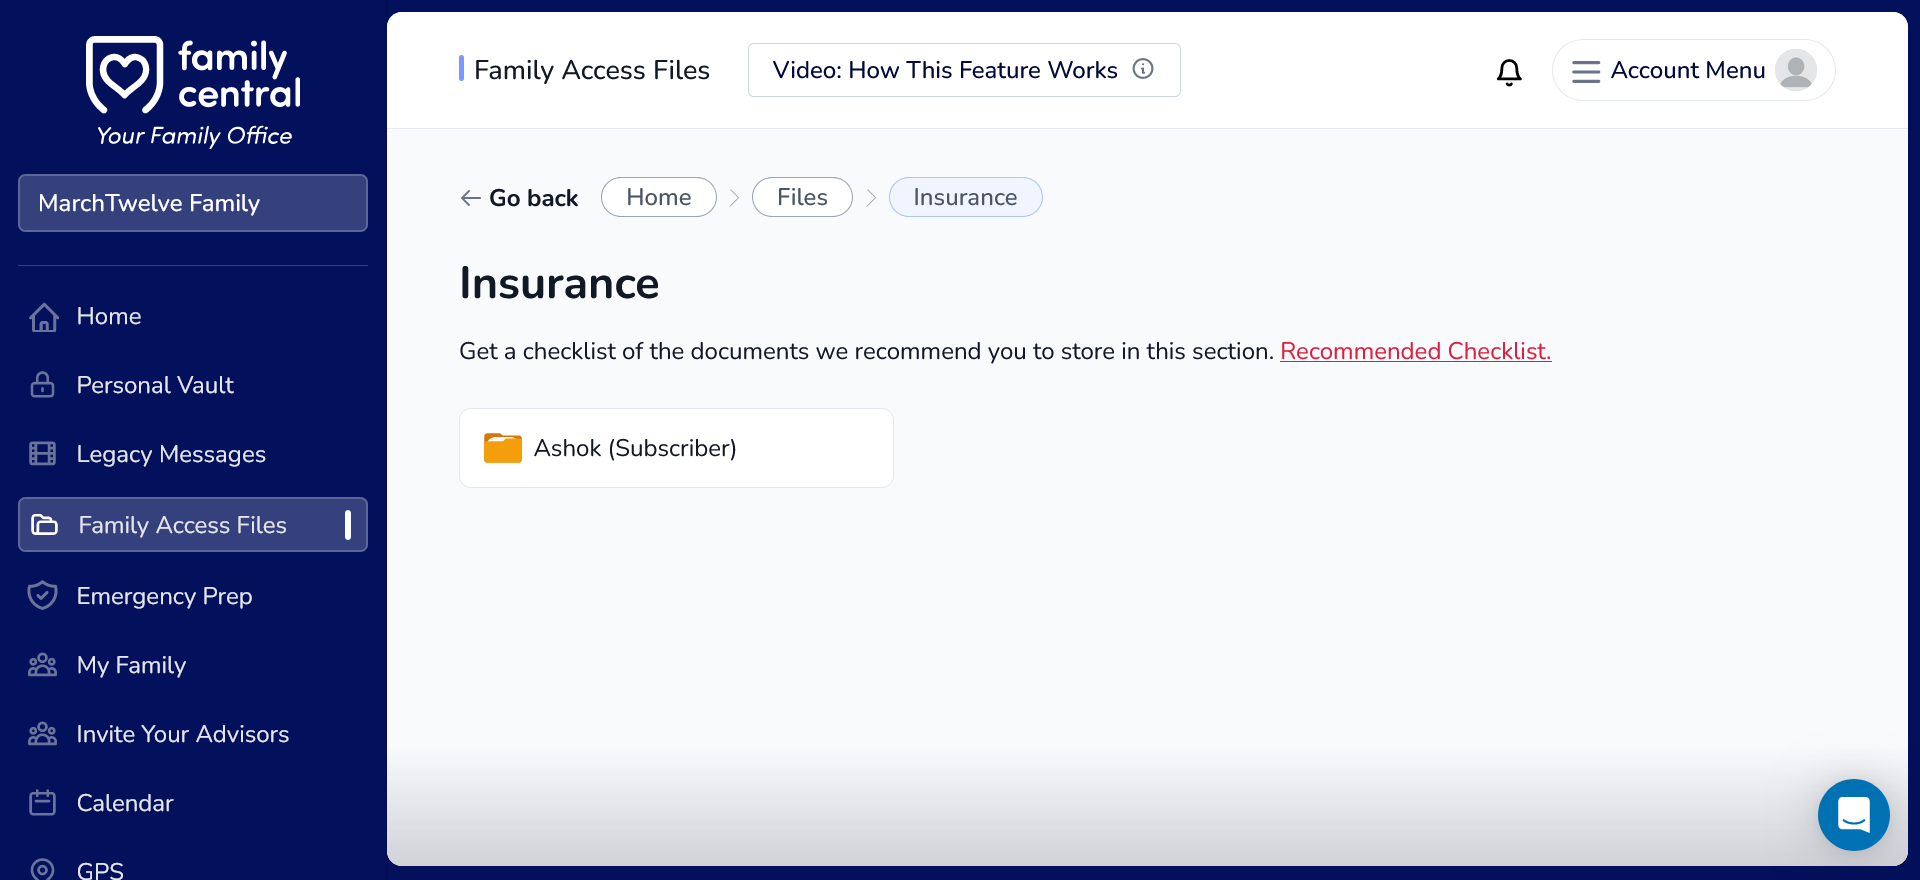 family
central
Your Family Office
MarchTwelve Family
Home
Personal Vault
Legacy Messages
Family Access Files
Emergency Prep
My Family
Invite Your Advisors
Calendar
GPS
Family Access Files
Video: How This Feature Works
Account Menu
Go back
Home
Files
Insurance
Insurance
Get a checklist of the documents we recommend you to store in this section. Recommended Checklist.
Ashok (Subscriber)